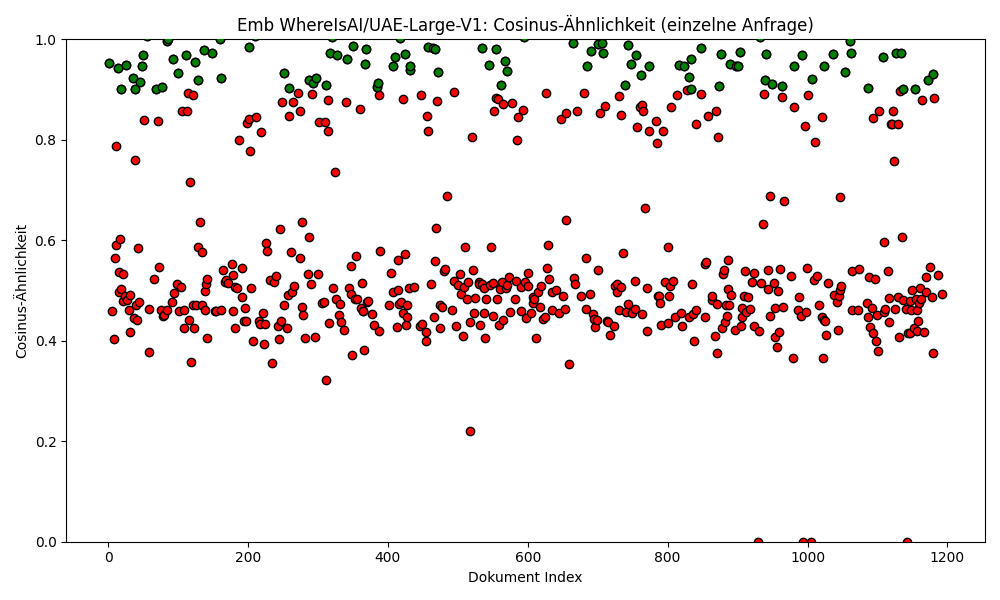 Emb WhereIsAI/UAE-Large-V1: Cosinus-Ähnlichkeit (einzelne Anfrage)
1.0
0.8
0.6
0.4
0.2
0.0
Cosinus-Ähnlichkeit
0 200 400 600 800 1000 1200
Dokument Index